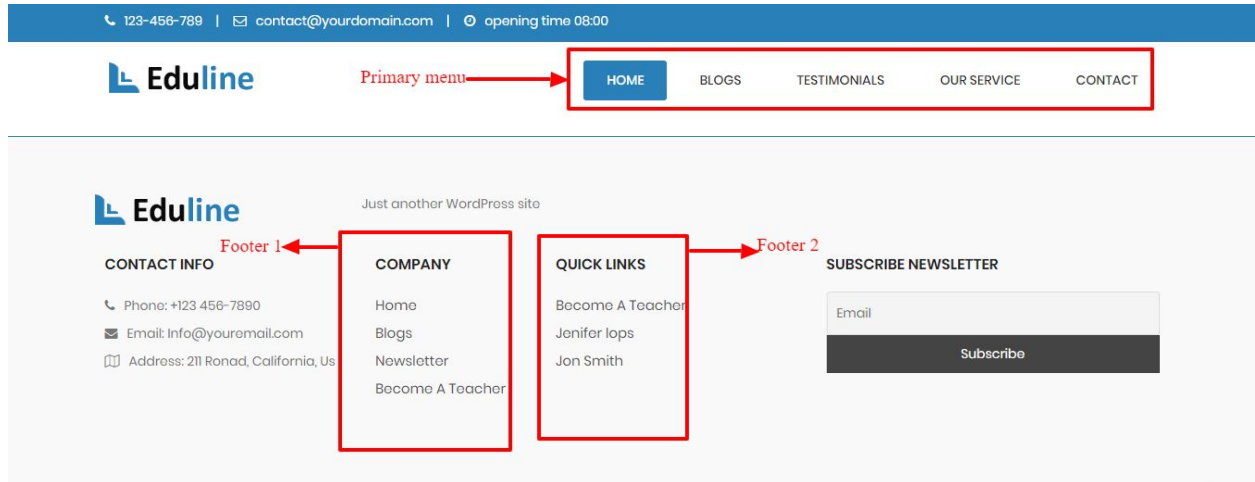 123-456-789 | contact@yourdomain.com | opening time 08:00
Eduline
Primary menu
HOME BLOGS TESTIMONIALS OUR SERVICE CONTACT
Eduline
Just another WordPress site
Footer 1
Footer 2
CONTACT INFO
Phone: +123 456-7890
Email: Info@youremail.com
Address: 211 Ronad, California, Us
COMPANY
Home
Blogs
Newsletter
Become A Teacher
QUICK LINKS
Become A Teacher
Jenifer lops
Jon Smith
SUBSCRIBE NEWSLETTER
Email
Subscribe